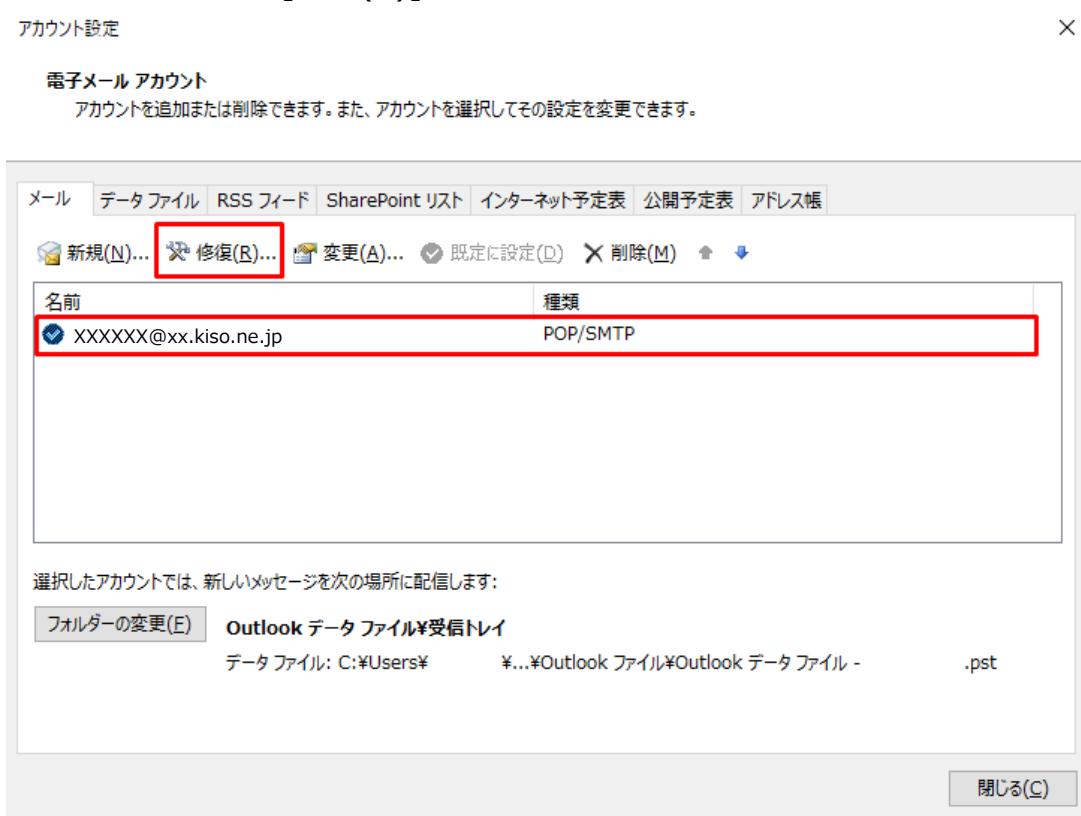 アカウント設定
電子メール アカウント
アカウントを追加または削除できます。また、アカウントを選択してその設定を変更できます。
メール データ ファイル RSS フィード SharePoint リスト インターネット予定表 公開予定表 アドレス帳
新規(N)... 修復(R)... 変更(A)... 既定に設定(D) 削除(M)
名前 種類
XXXXXX@xx.kiso.ne.jp POP/SMTP
選択したアカウントでは、新しいメッセージを次の場所に配信します:
フォルダーの変更(F) Outlook データ ファイル¥受信トレイ
データ ファイル: C:¥Users¥ ¥...¥Outlook ファイル¥Outlook データ ファイル - .pst
閉じる(C)